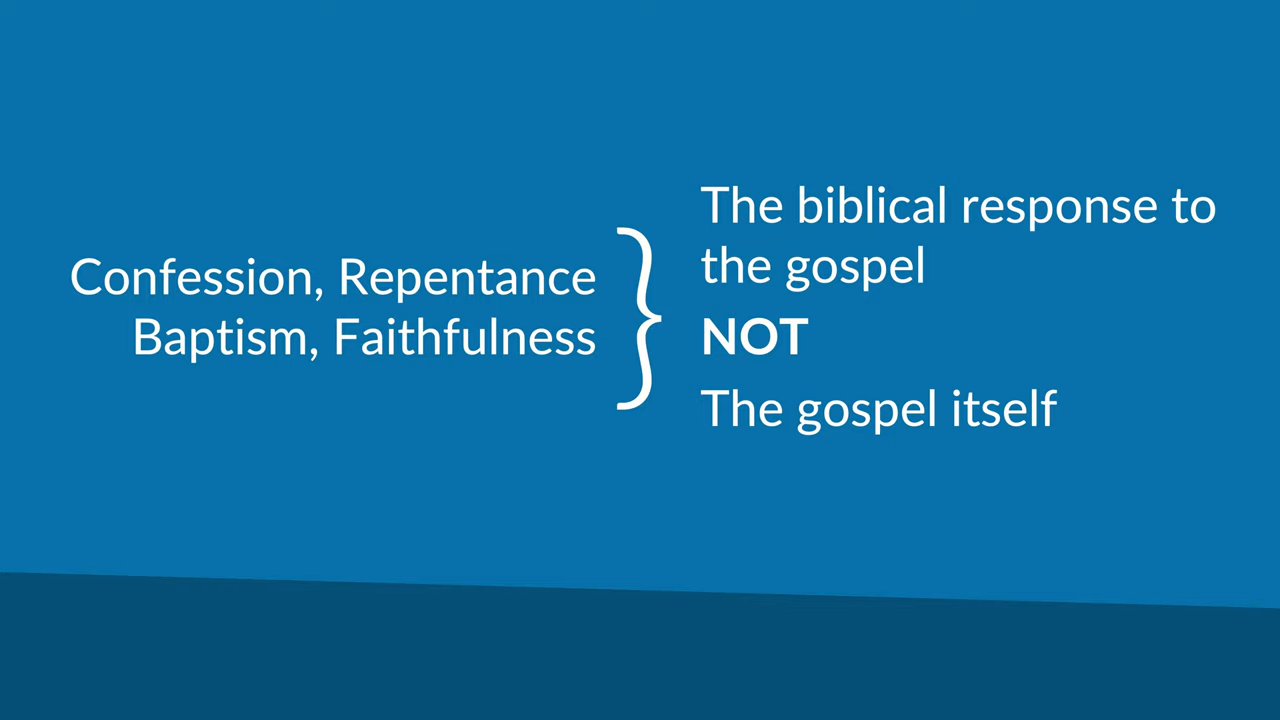 Confession, Repentance
Baptism, Faithfulness
}
The biblical response to
the gospel
NOT
The gospel itself